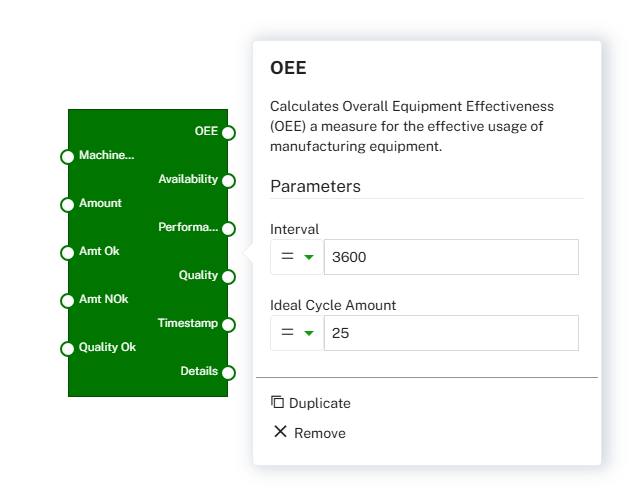 OEE
Machine...
Availability
Amount
Performa...
Amt Ok
Quality
Amt NOk
Timestamp
Quality Ok
Details
OEE
Calculates Overall Equipment Effectiveness
(OEE) a measure for the effective usage of
manufacturing equipment.
Parameters
Interval
= 3600
Ideal Cycle Amount
= 25
Duplicate
Remove